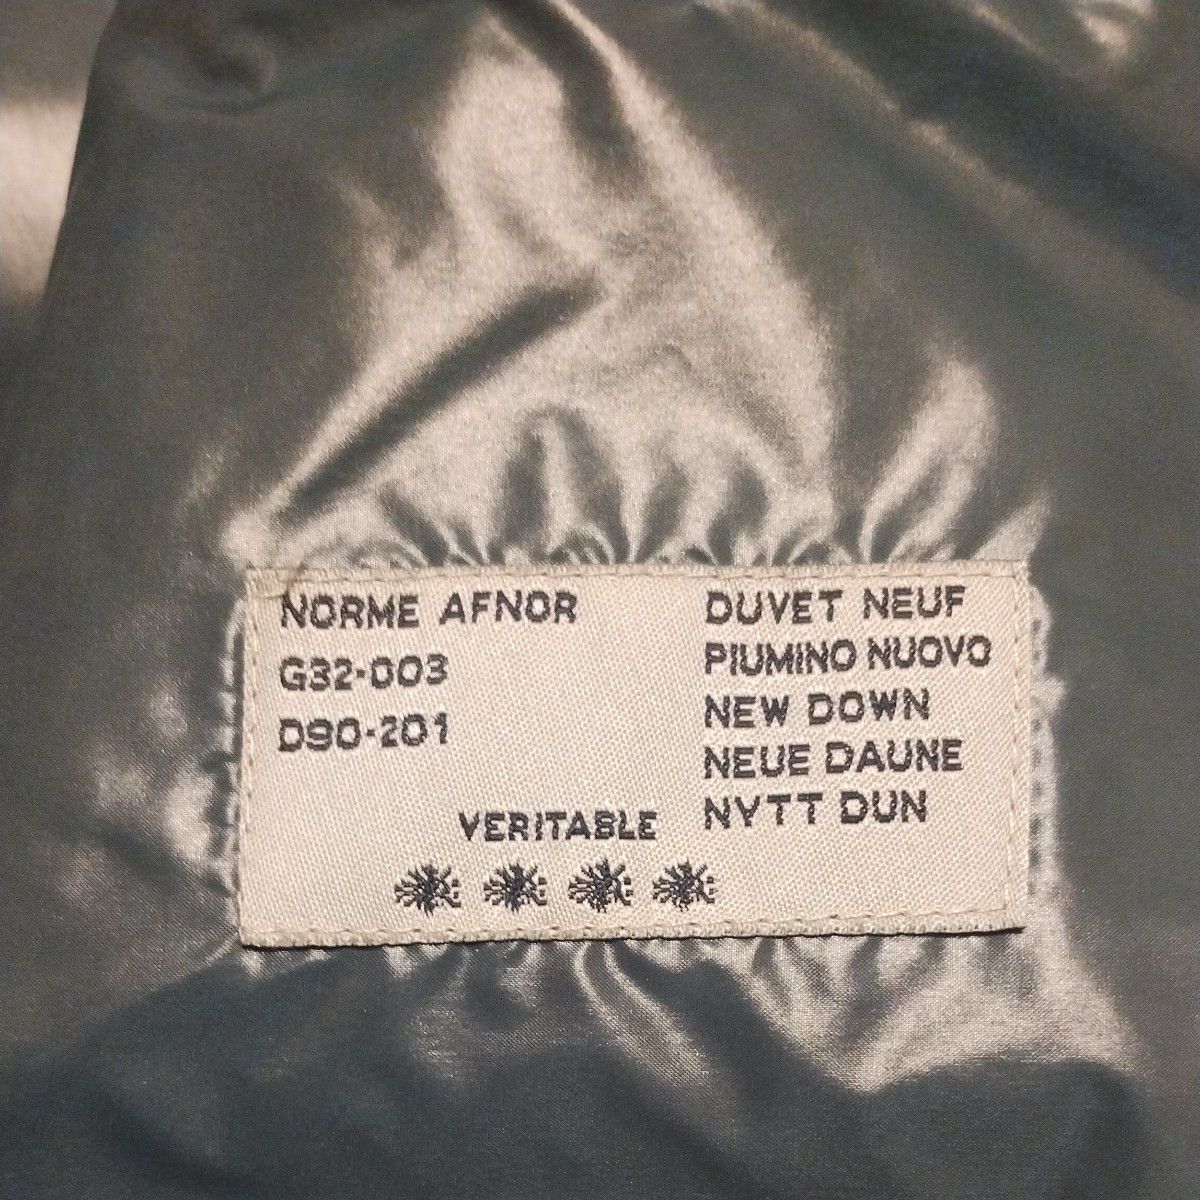 NORME AFNOR
G32-003
D90-201
DUVET NEUF
PIUMINO NUOVO
NEW DOWN
NEUE DAUNE
NYTT DUN
VERITABLE